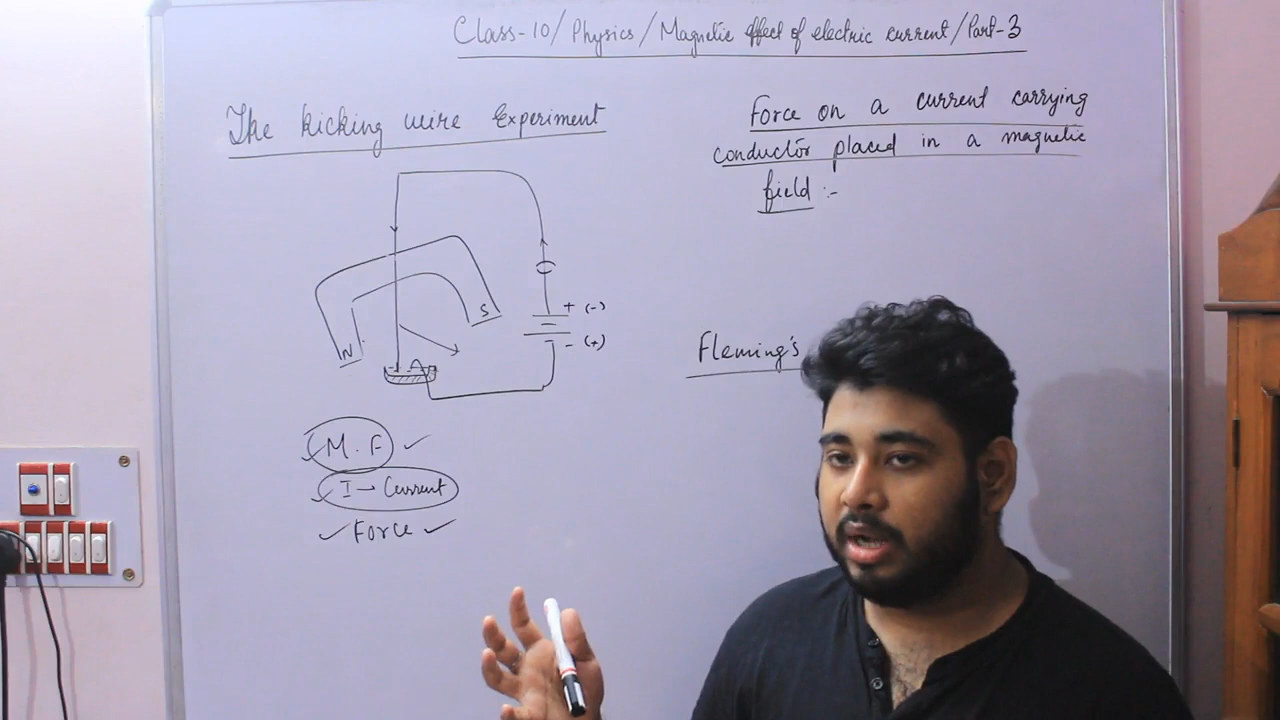 Class-10/Physics/Magnetic effect of electric current/Part-3
The kicking wire Experiment
Force on a current carrying
conductor placed in a magnetic
field :-
N
S
+ (-)
- (+)
Fleming's
M.F ✓
I → Current
✓ Force ✓